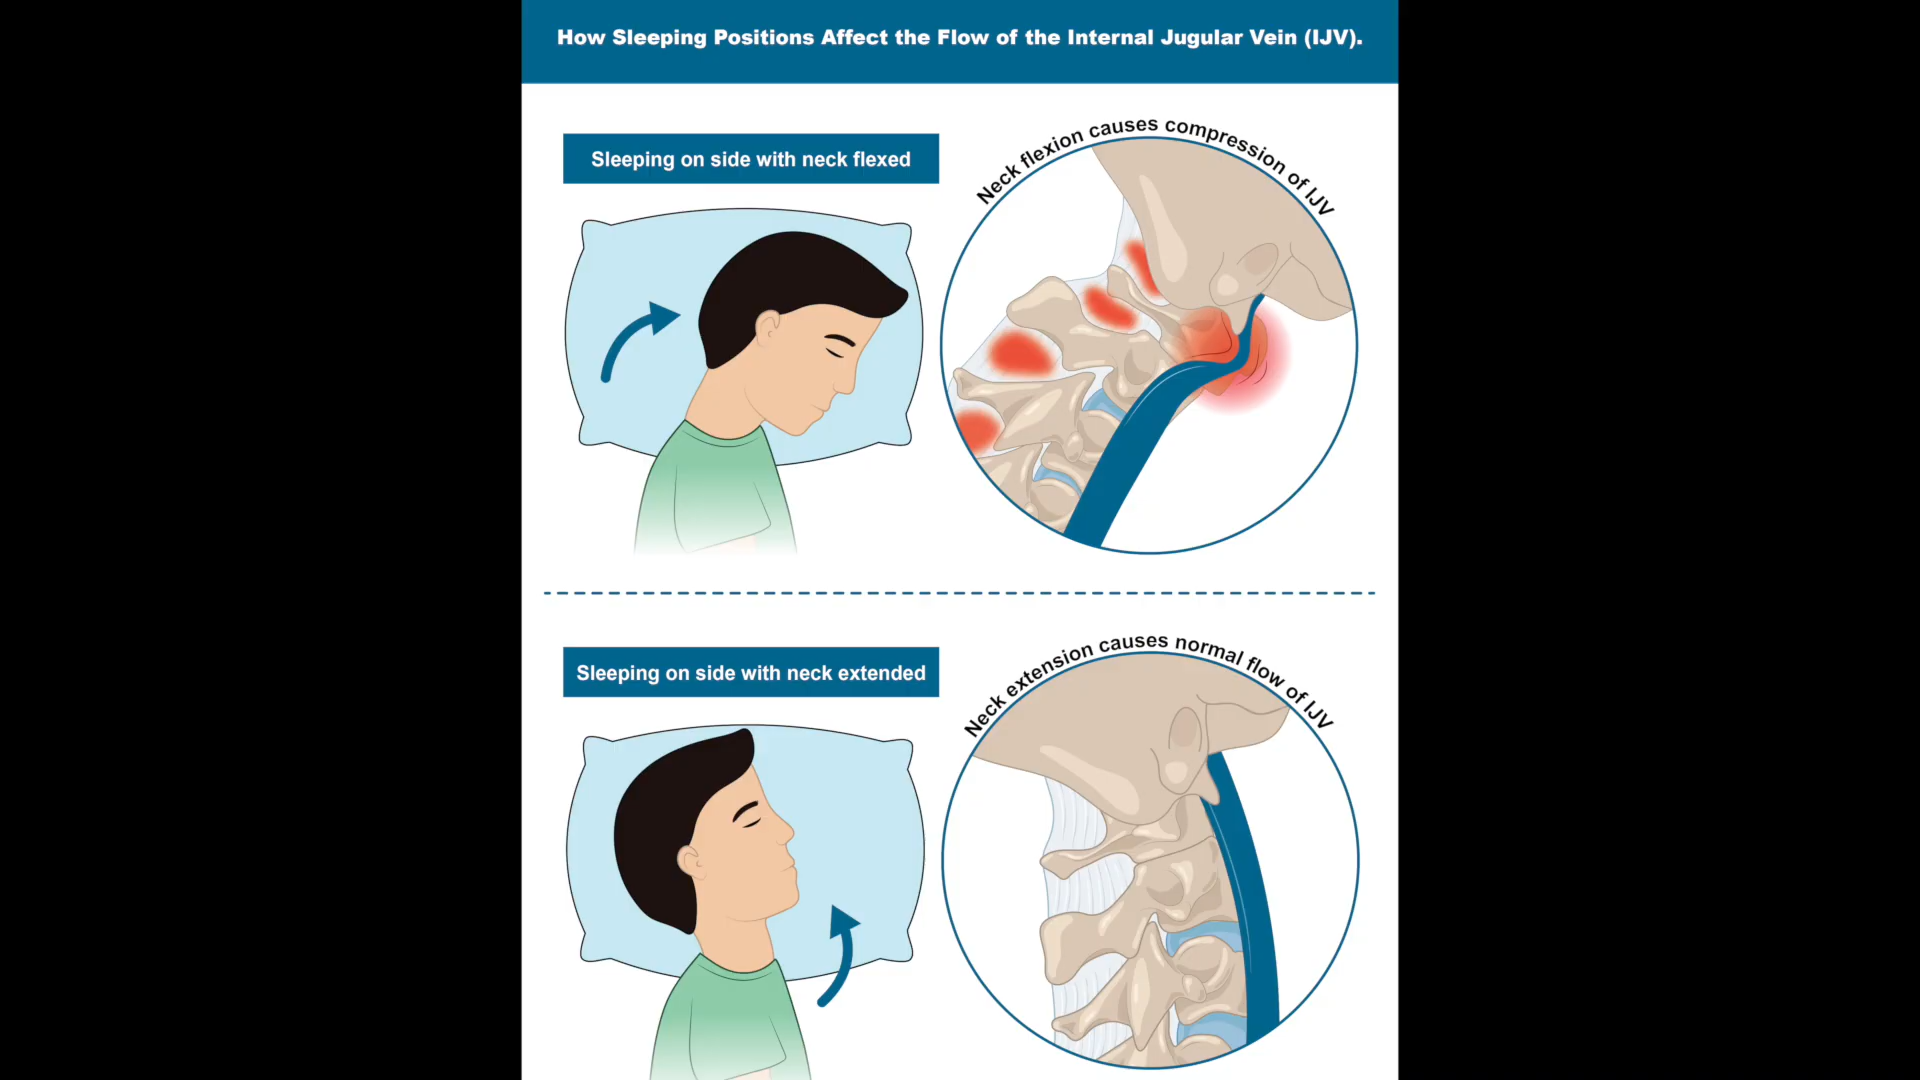 How Sleeping Positions Affect the Flow of the Internal Jugular Vein (IJV).
Sleeping on side with neck flexed
Neck flexion causes compression of IJV
Sleeping on side with neck extended
Neck extension causes normal flow of IJV